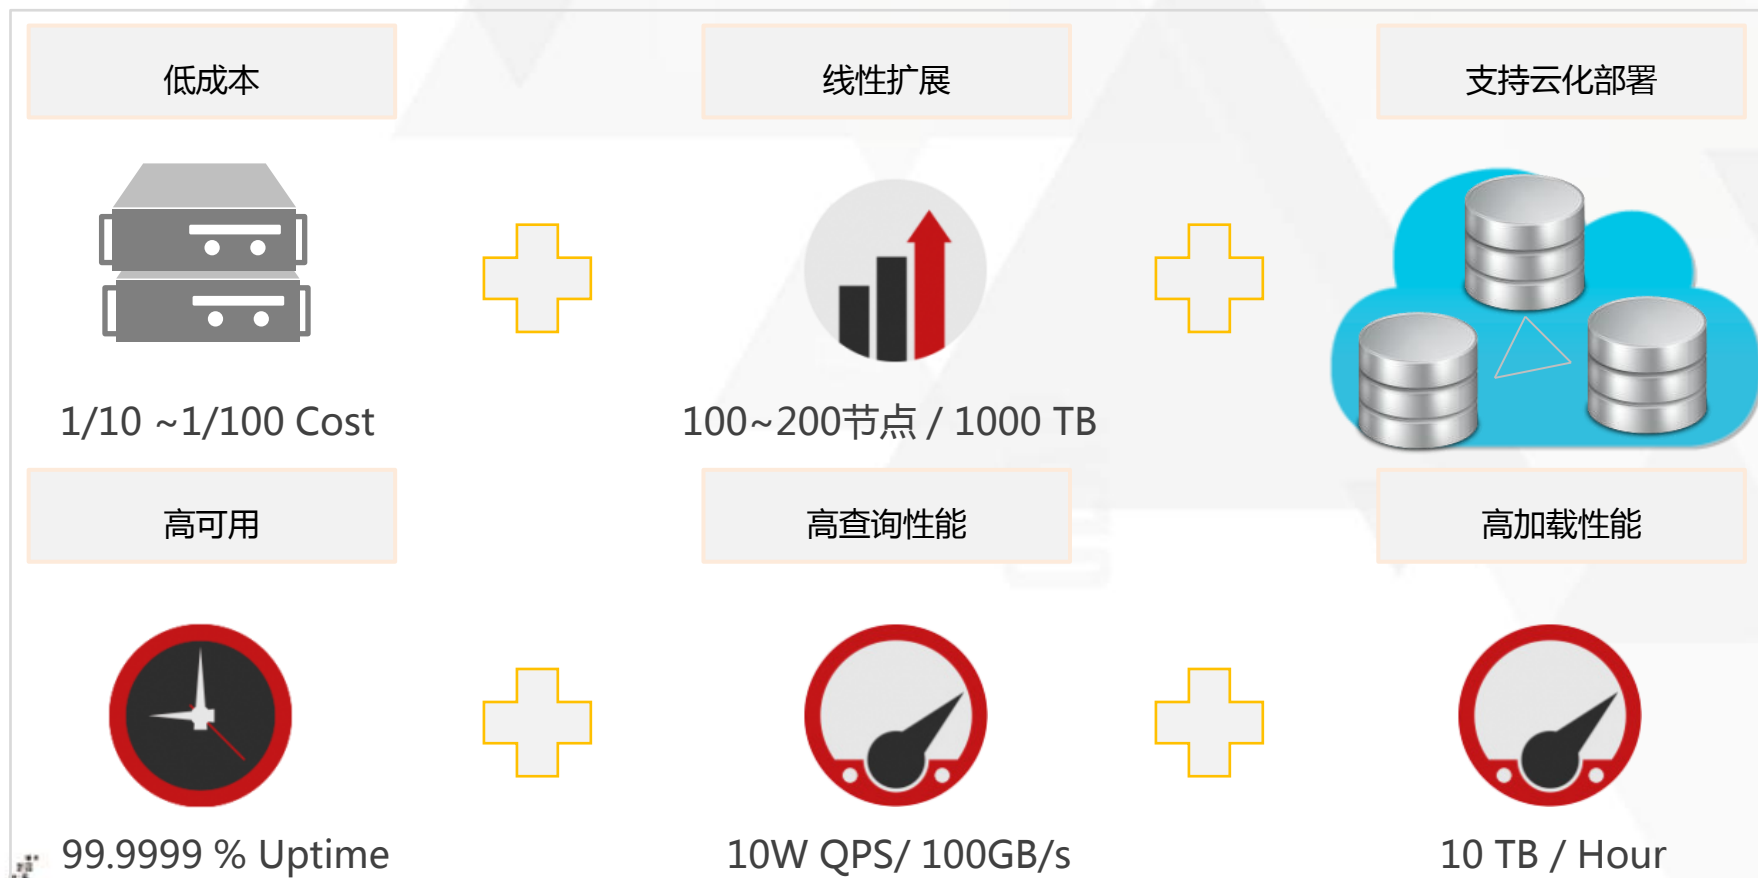 低成本
线性扩展
支持云化部署
1/10 ~1/100 Cost
100~200节点 / 1000 TB
高可用
高查询性能
高加载性能
99.9999 % Uptime
10W QPS/ 100GB/s
10 TB / Hour